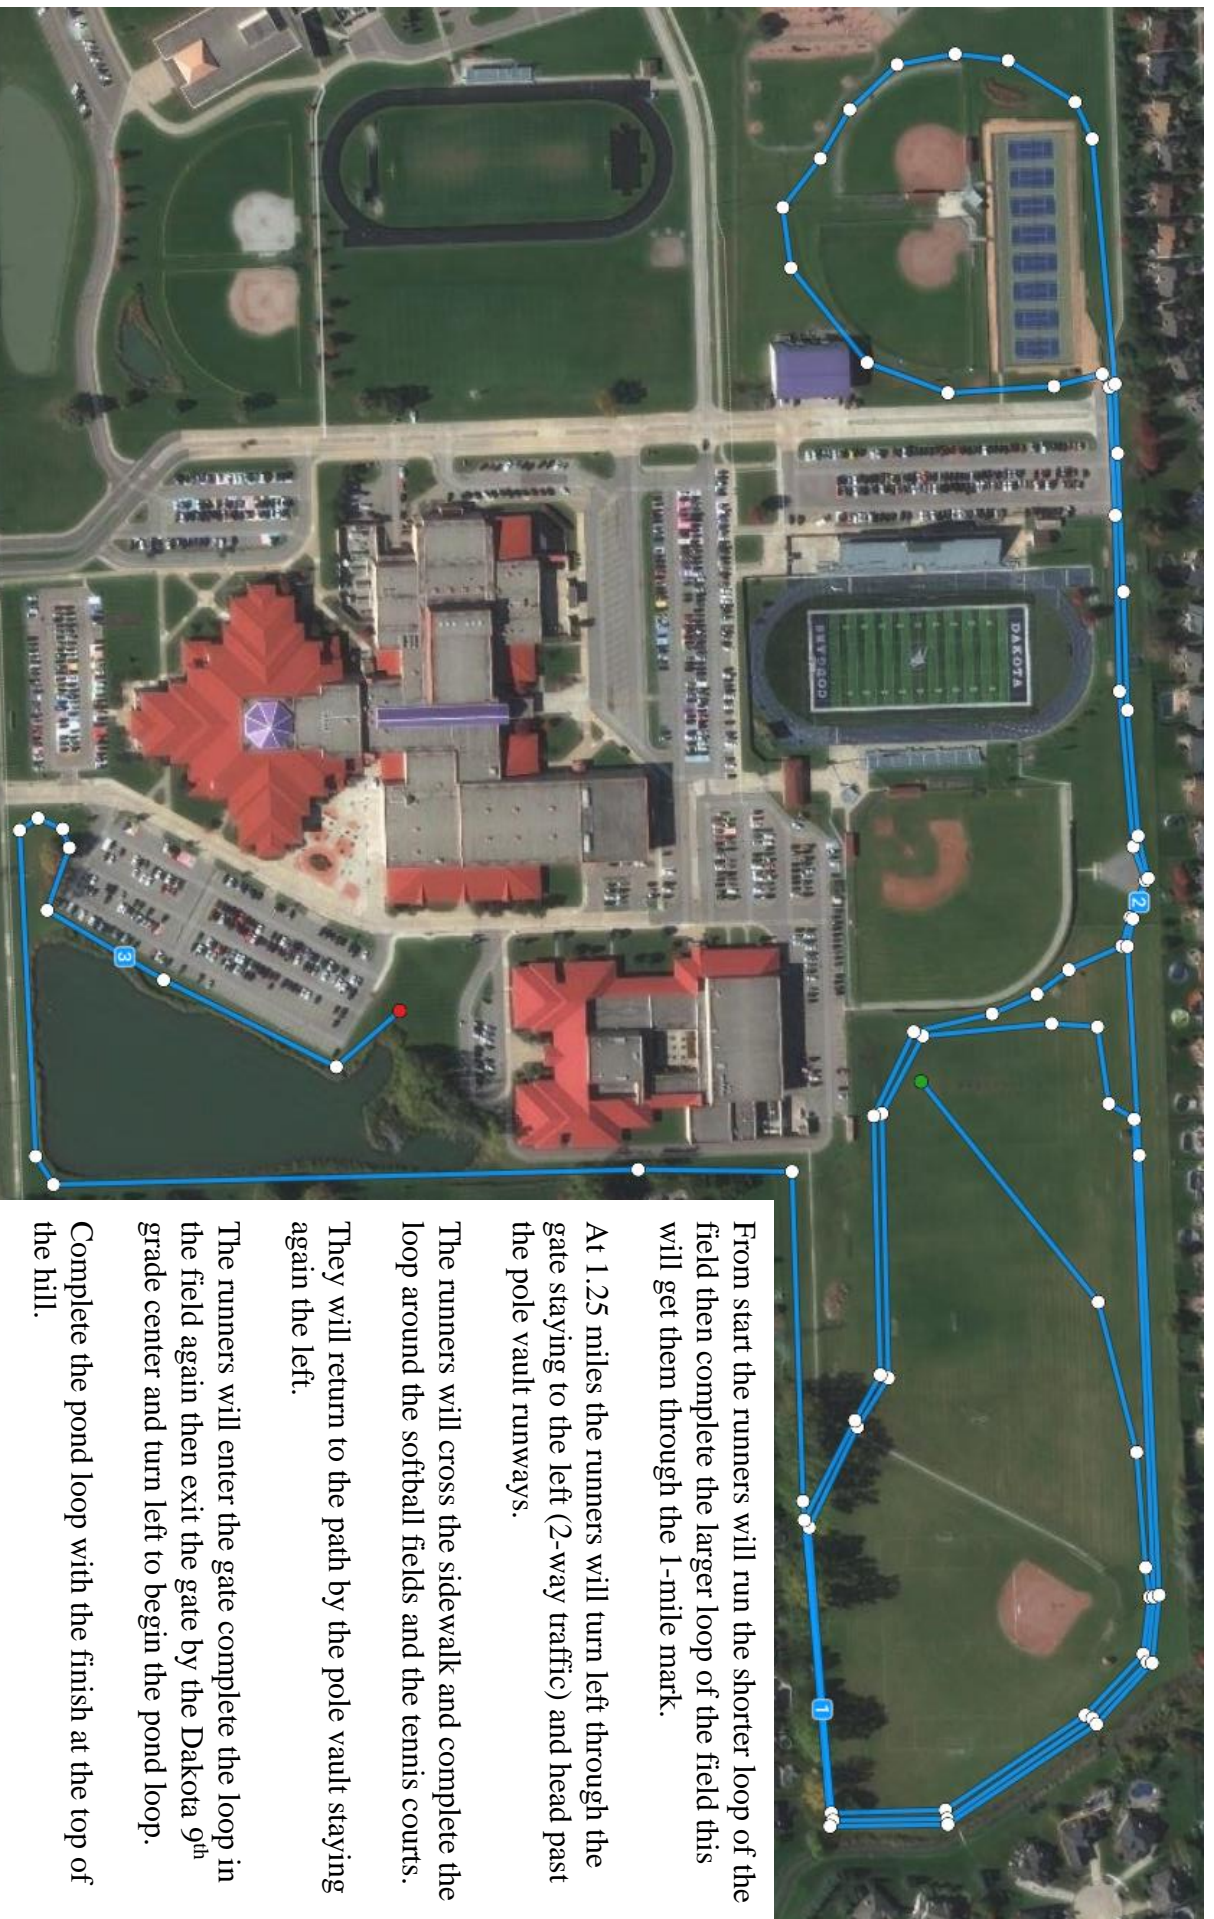 From start the runners will run the shorter loop of the
field then complete the larger loop of the field this
will get them through the 1-mile mark.
At 1.25 miles the runners will turn left through the
gate staying to the left (2-way traffic) and head past
the pole vault runways.
The runners will cross the sidewalk and complete the
loop around the softball fields and the tennis courts.
They will return to the path by the pole vault staying
again the left.
The runners will enter the gate complete the loop in
the field again then exit the gate by the Dakota 9th
grade center and turn left to begin the pond loop.
Complete the pond loop with the finish at the top of
the hill.
DAKOTA
2
3
1